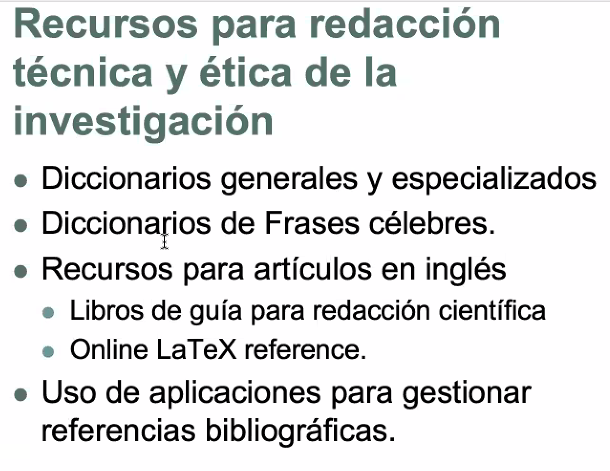 Recursos para redacción
técnica y ética de la
investigación
Diccionarios generales y especializados
Diccionarios de Frases célebres.
Recursos para artículos en inglés
Libros de guía para redacción científica
Online LaTeX reference.
Uso de aplicaciones para gestionar
referencias bibliográficas.